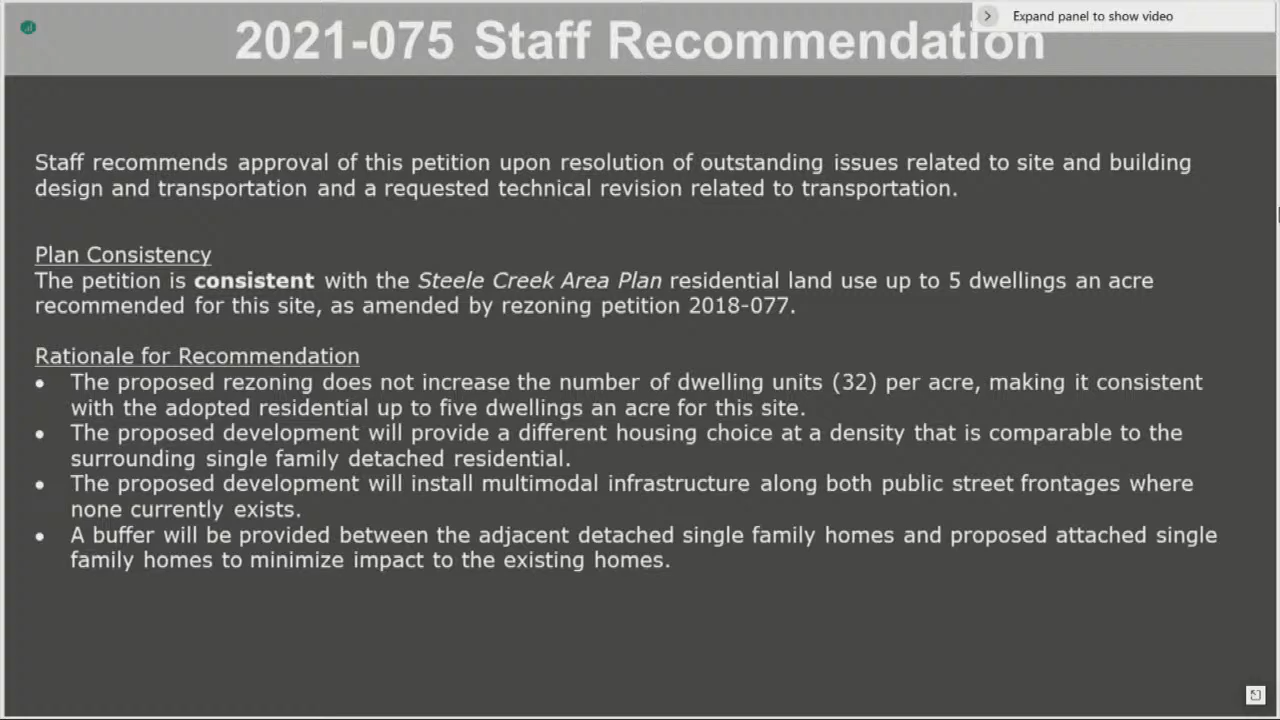 Expand panel to show video
2021-075 Staff Recommendation
Staff recommends approval of this petition upon resolution of outstanding issues related to site and building
design and transportation and a requested technical revision related to transportation.
Plan Consistency
The petition is consistent with the Steele Creek Area Plan residential land use up to 5 dwellings an acre
recommended for this site, as amended by rezoning petition 2018-077.
Rationale for Recommendation
• The proposed rezoning does not increase the number of dwelling units (32) per acre, making it consistent
with the adopted residential up to five dwellings an acre for this site.
• The proposed development will provide a different housing choice at a density that is comparable to the
surrounding single family detached residential.
• The proposed development will install multimodal infrastructure along both public street frontages where
none currently exists.
• A buffer will be provided between the adjacent detached single family homes and proposed attached single
family homes to minimize impact to the existing homes.